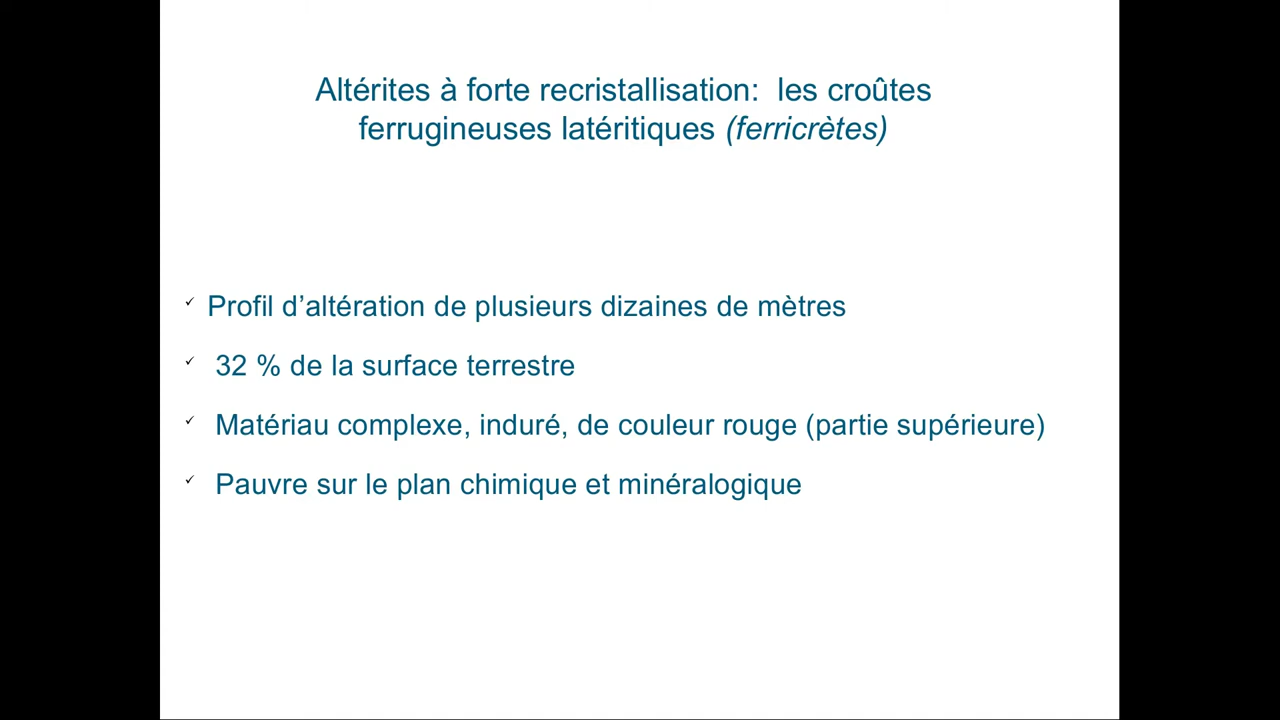 Altérites à forte recristallisation:  les croûtes
ferrugineuses latéritiques (ferricrètes)
✓ Profil d’altération de plusieurs dizaines de mètres
✓ 32 % de la surface terrestre
✓ Matériau complexe, induré, de couleur rouge (partie supérieure)
✓ Pauvre sur le plan chimique et minéralogique